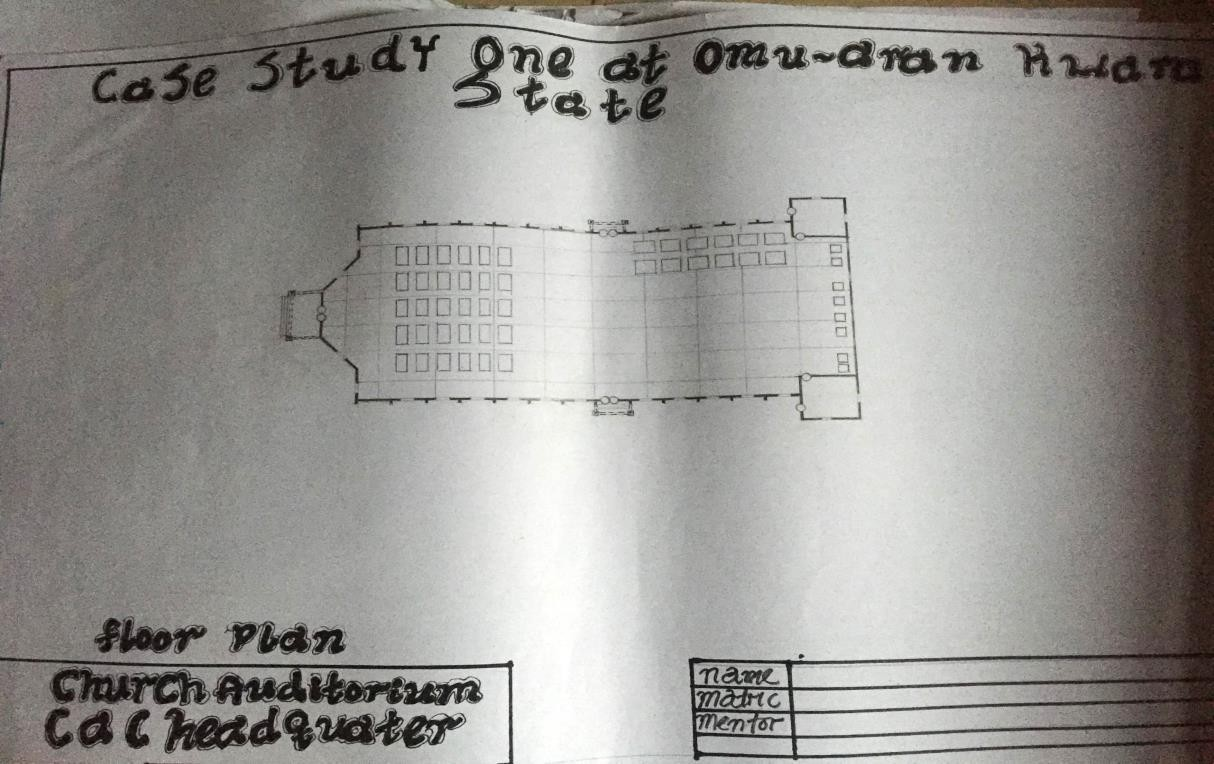 Case Study One at Omu-aran Kwara
State
floor Plan
Church Auditorium
CaC headquater
name
matric
mentor